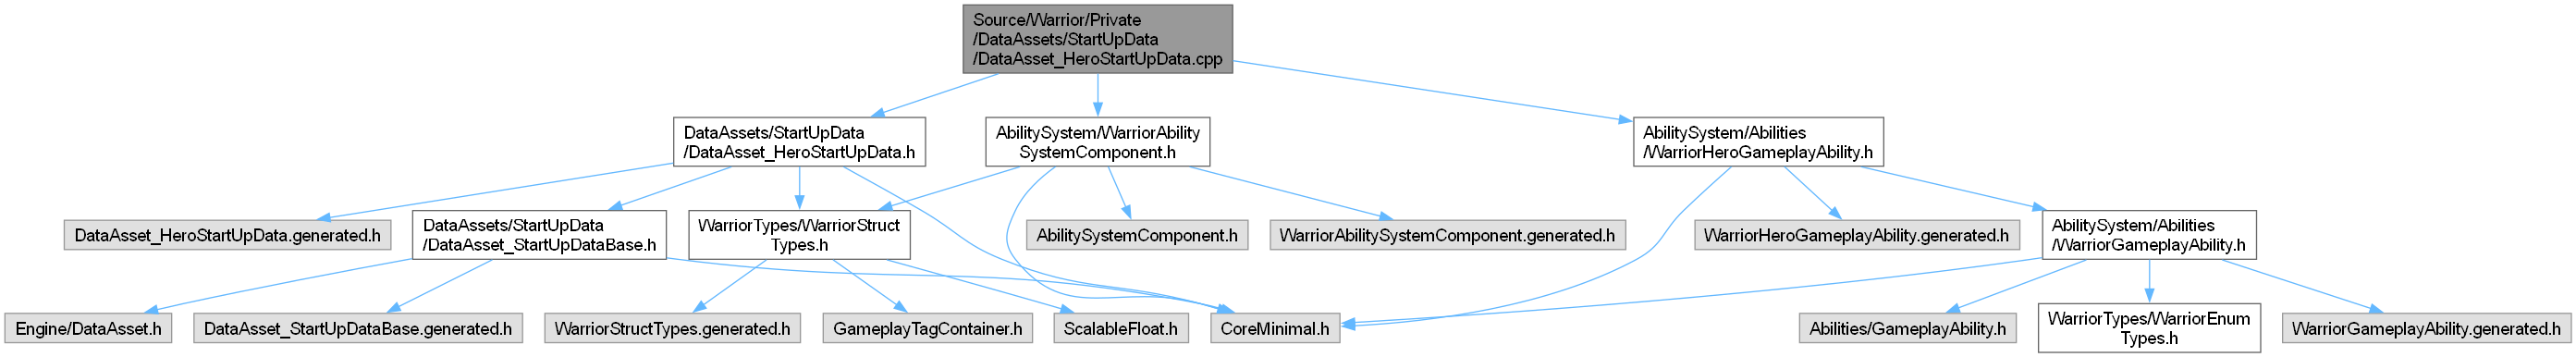 Source/Warrior/Private
/DataAssets/StartUpData
/DataAsset_HeroStartUpData.cpp
DataAssets/StartUpData
/DataAsset_HeroStartUpData.h
AbilitySystem/WarriorAbility
SystemComponent.h
AbilitySystem/Abilities
/WarriorHeroGameplayAbility.h
DataAsset_HeroStartUpData.generated.h
DataAssets/StartUpData
/DataAsset_StartUpDataBase.h
WarriorTypes/WarriorStruct
Types.h
AbilitySystemComponent.h
WarriorAbilitySystemComponent.generated.h
WarriorHeroGameplayAbility.generated.h
AbilitySystem/Abilities
/WarriorGameplayAbility.h
Engine/DataAsset.h
DataAsset_StartUpDataBase.generated.h
WarriorStructTypes.generated.h
GameplayTagContainer.h
ScalableFloat.h
CoreMinimal.h
Abilities/GameplayAbility.h
WarriorTypes/WarriorEnum
Types.h
WarriorGameplayAbility.generated.h